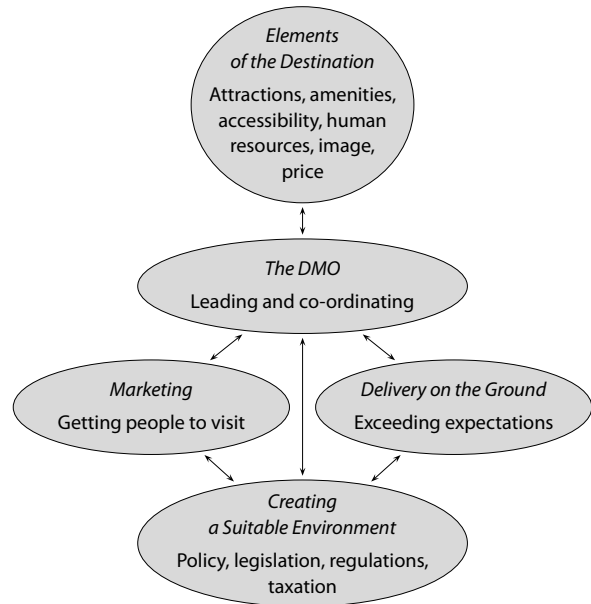 Elements
of the Destination
Attractions, amenities,
accessibility, human
resources, image,
price
The DMO
Leading and co-ordinating
Marketing
Getting people to visit
Delivery on the Ground
Exceeding expectations
Creating
a Suitable Environment
Policy, legislation, regulations,
taxation